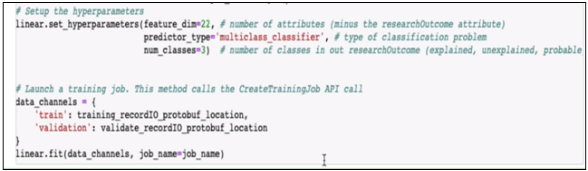 # Setup the hyperparameters
linear.set_hyperparameters(feature_dim=22, # number of attributes (minus the researchOutcome attribute)
predictor_type='multiclass_classifier', # type of classification problem
num_classes=3) # number of classes in out researchOutcome (explained, unexplained, probable
# Launch a training job. This method calls the CreateTrainingJob API call
data_channels = {
'train': training_recordIO_protobuf_location,
'validation': validate_recordIO_protobuf_location
}
linear.fit(data_channels, job_name=job_name)